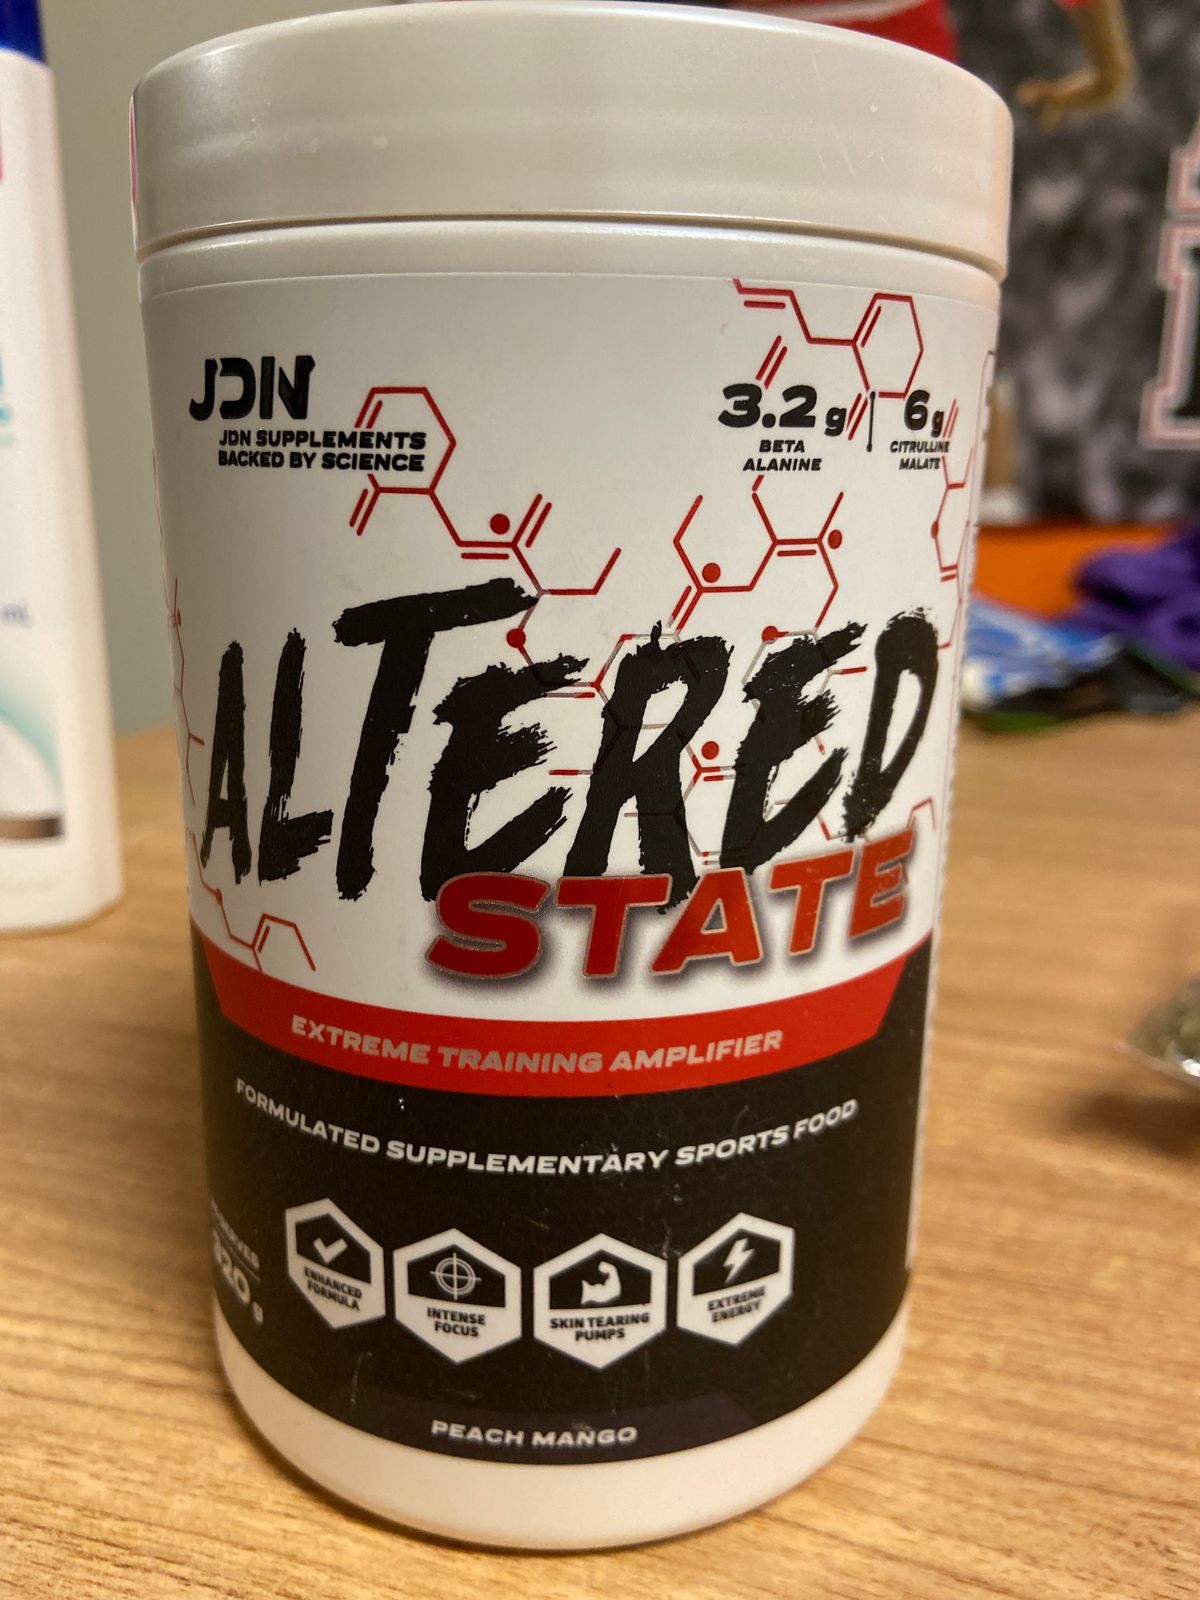 JDN
JDN SUPPLEMENTS
BACKED BY SCIENCE
3.2 g
BETA
ALANINE
6g
CITRULLINE
MALATE
ALTERED
STATE
EXTREME TRAINING AMPLIFIER
FORMULATED SUPPLEMENTARY SPORTS FOOD
ENHANCED
FORMULA
INTENSE
FOCUS
SKIN TEARING
PUMPS
EXTREME
ENERGY
PEACH MANGO